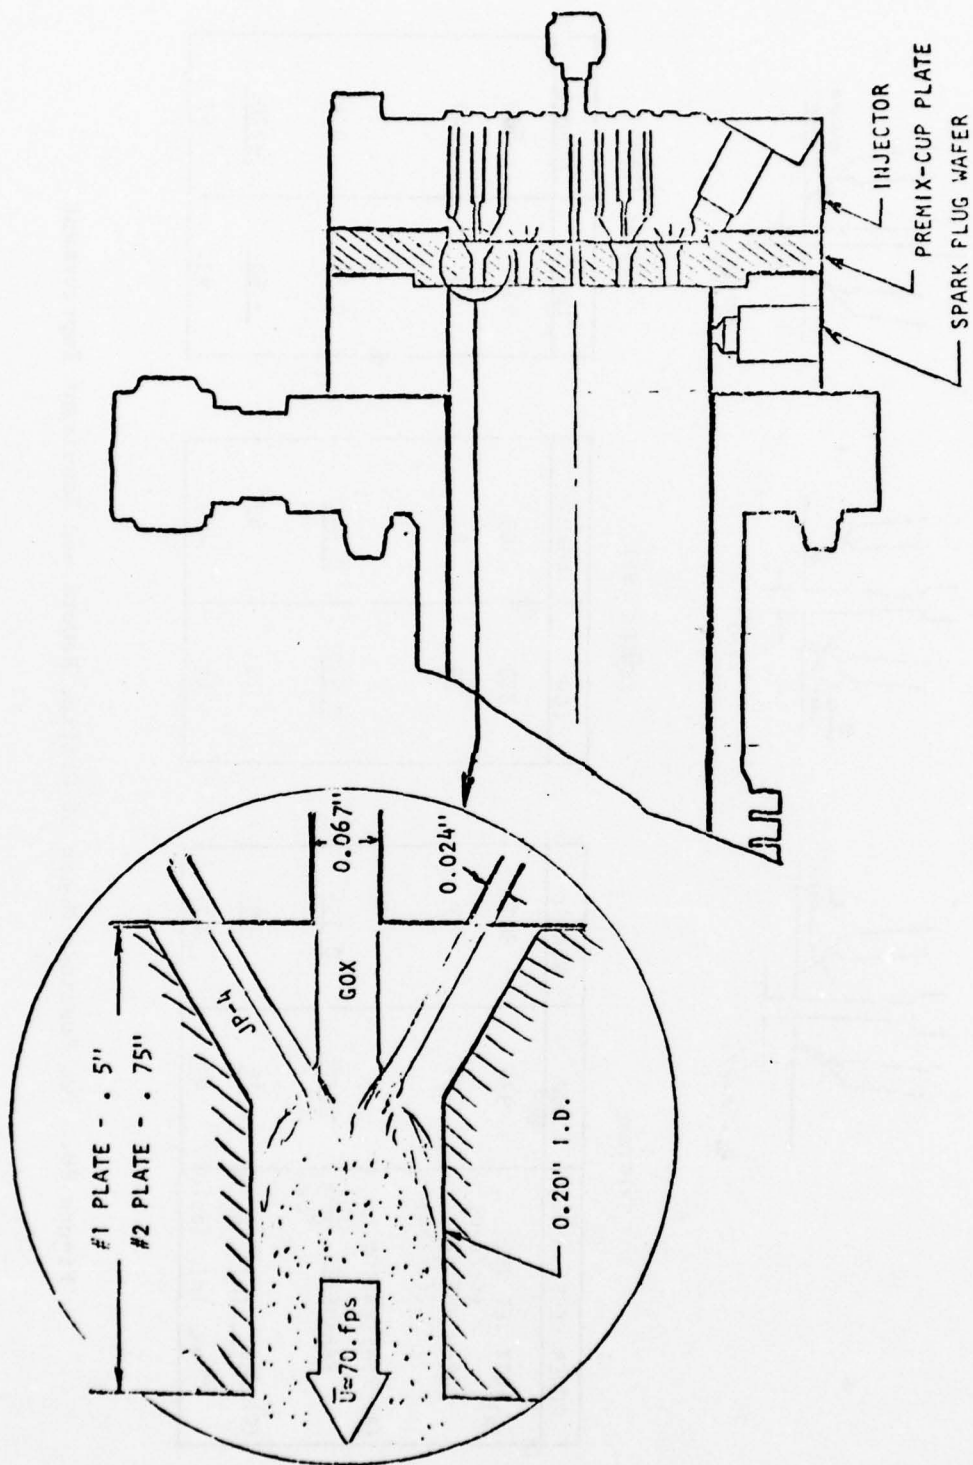 #1 PLATE - . 5"
#2 PLATE - . 75"
JP-4
GOX
0.067"
0.024"
U≈70.fps
0.20" I.D.
INJECTOR
PREMIX-CUP PLATE
SPARK PLUG WAFER